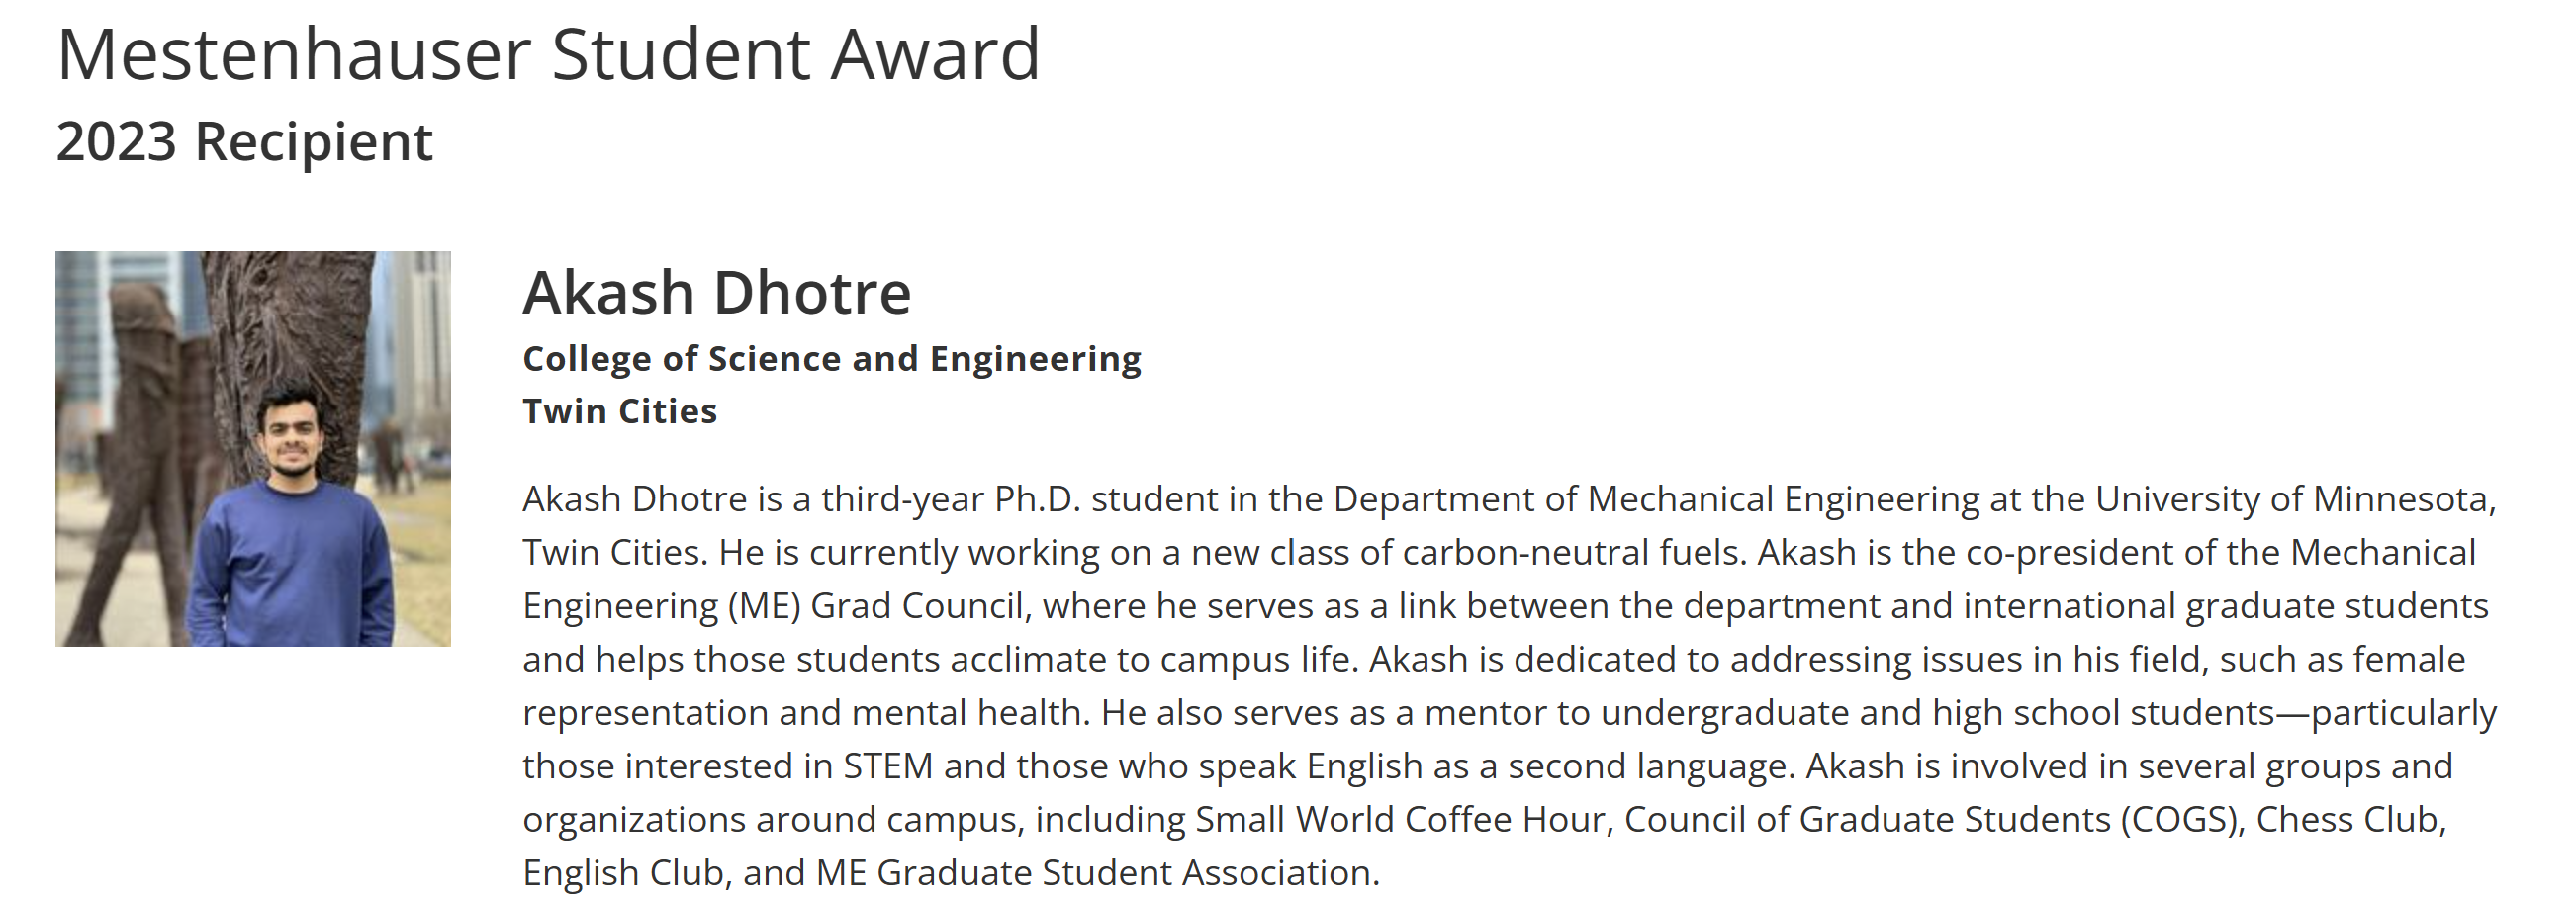 Mestenhauser Student Award
2023 Recipient
Akash Dhotre
College of Science and Engineering
Twin Cities
Akash Dhotre is a third-year Ph.D. student in the Department of Mechanical Engineering at the University of Minnesota,
Twin Cities. He is currently working on a new class of carbon-neutral fuels. Akash is the co-president of the Mechanical
Engineering (ME) Grad Council, where he serves as a link between the department and international graduate students
and helps those students acclimate to campus life. Akash is dedicated to addressing issues in his field, such as female
representation and mental health. He also serves as a mentor to undergraduate and high school students—particularly
those interested in STEM and those who speak English as a second language. Akash is involved in several groups and
organizations around campus, including Small World Coffee Hour, Council of Graduate Students (COGS), Chess Club,
English Club, and ME Graduate Student Association.